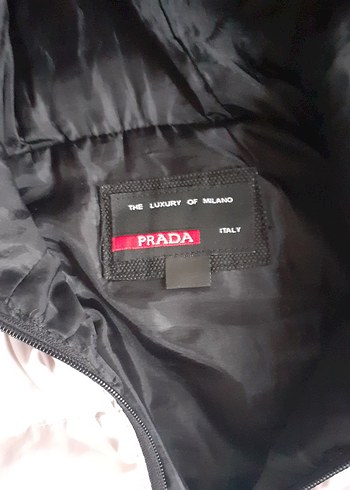 THE LUXURY OF MILANO
PRADA ITALY